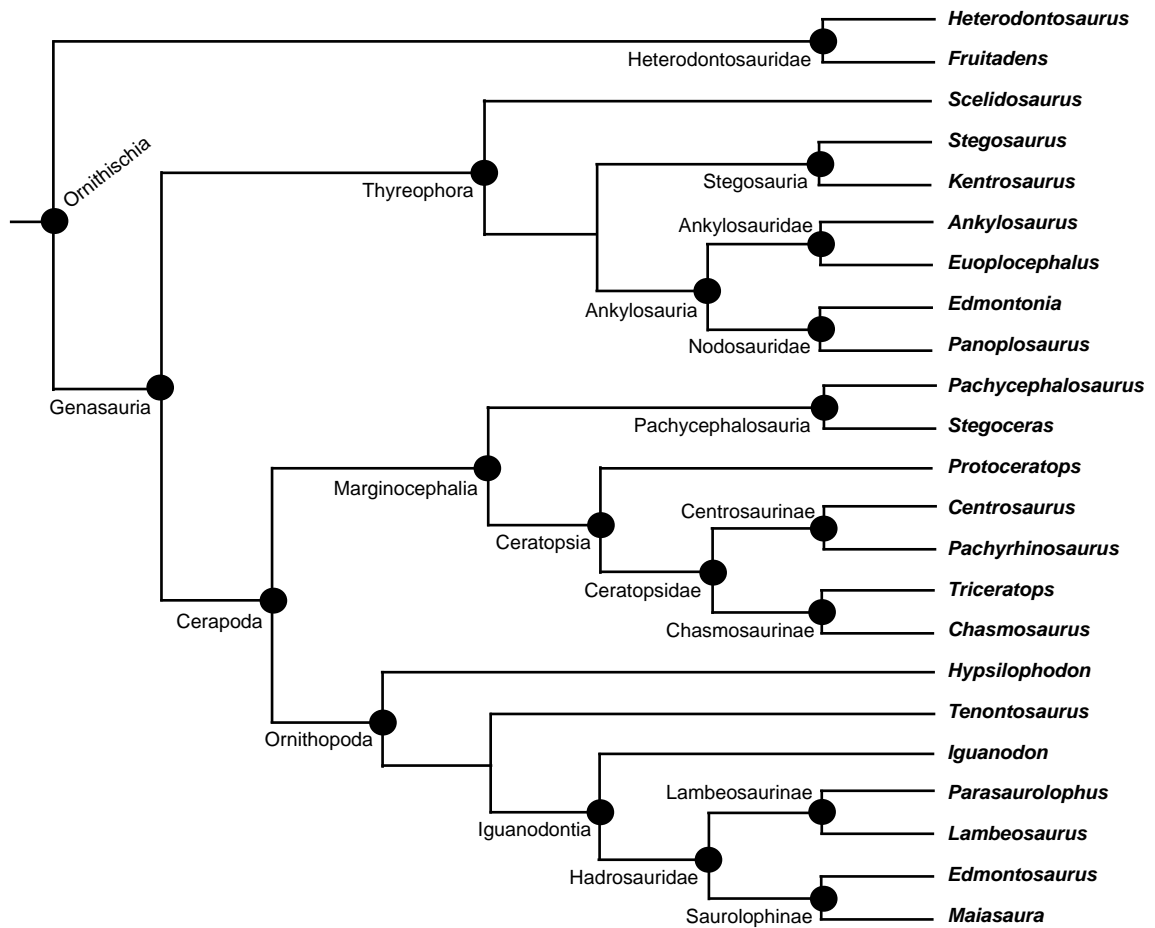 Heterodontosaurus
Heterodontosauridae
Fruitadens
Scelidosaurus
Ornithischia
Stegosaurus
Thyreophora
Stegosauria
Kentrosaurus
Ankylosauridae
Ankylosaurus
Euoplocephalus
Ankylosauria
Edmontonia
Nodosauridae
Panoplosaurus
Genasauria
Pachycephalosaurus
Pachycephalosauria
Stegoceras
Marginocephalia
Protoceratops
Centrosaurinae
Centrosaurus
Ceratopsia
Pachyrhinosaurus
Ceratopsidae
Triceratops
Cerapoda
Chasmosaurinae
Chasmosaurus
Hypsilophodon
Tenontosaurus
Ornithopoda
Iguanodon
Lambeosaurinae
Parasaurolophus
Iguanodontia
Lambeosaurus
Hadrosauridae
Edmontosaurus
Saurolophinae
Maiasaura